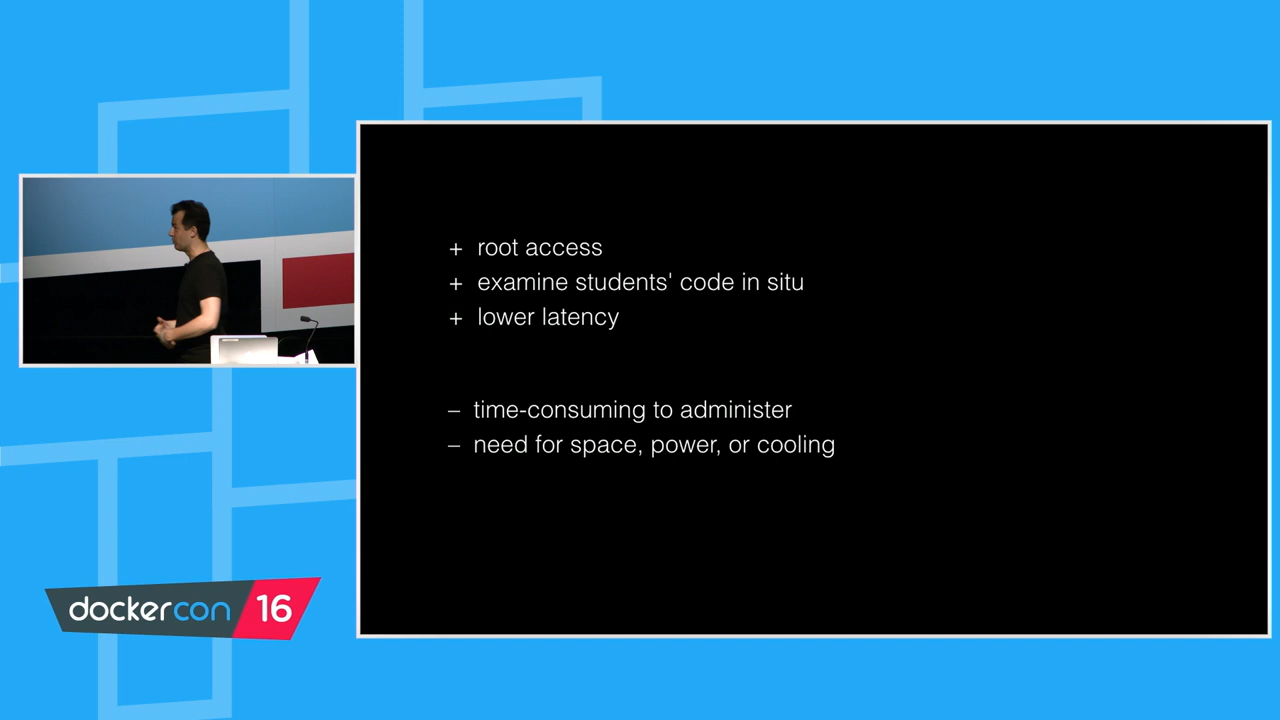 + root access
+ examine students' code in situ
+ lower latency
– time-consuming to administer
– need for space, power, or cooling
dockercon 16